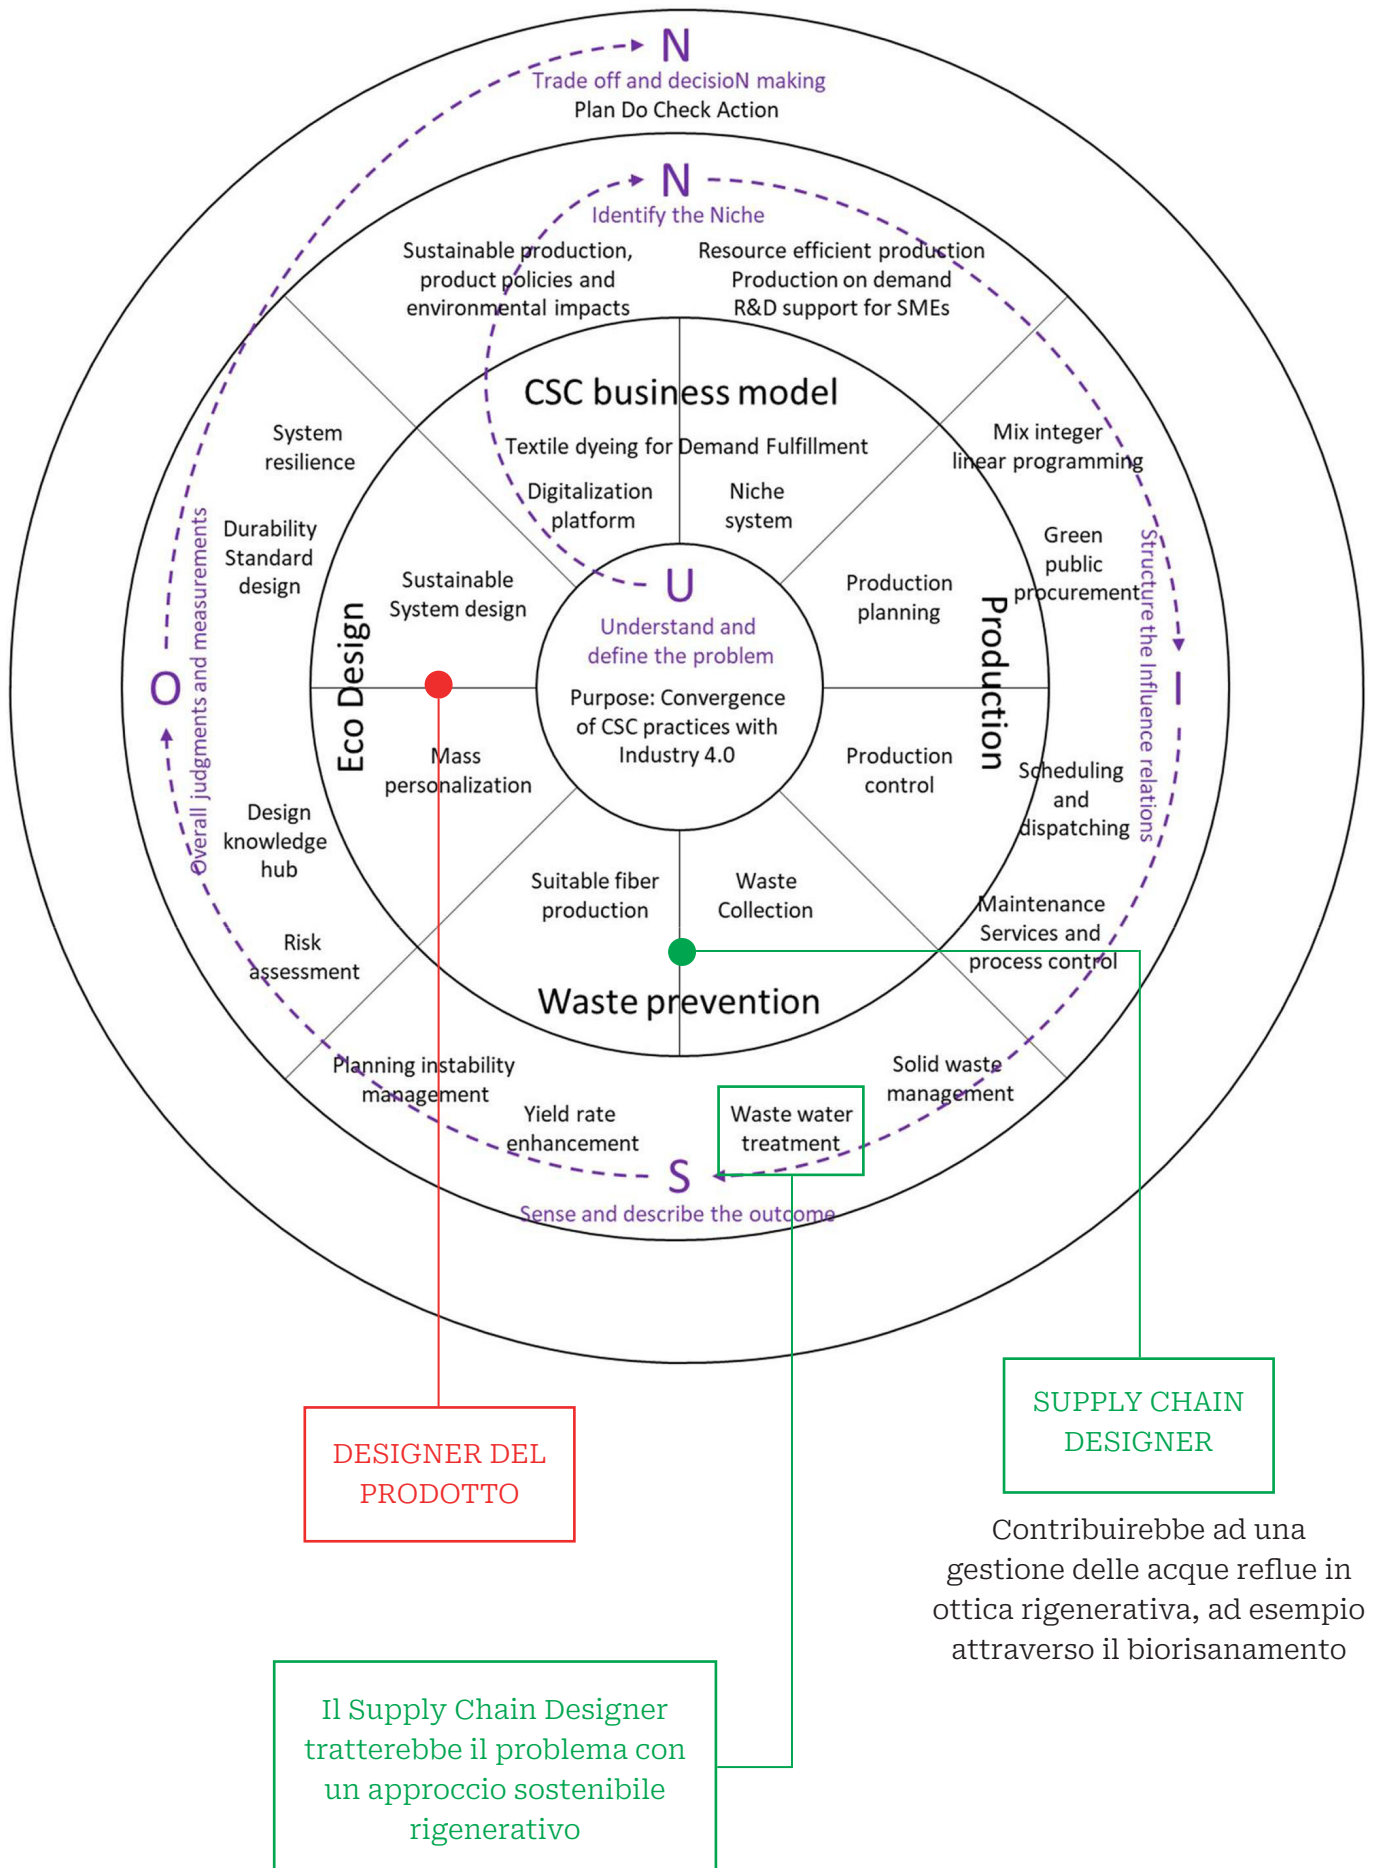 N
Trade off and decisioN making
Plan Do Check Action
N
Identify the Niche
Sustainable production,
product policies and
environmental impacts
Resource efficient production
Production on demand
R&D support for SMEs
CSC business model
Textile dyeing for Demand Fulfillment
Digitalization
platform
Niche
system
System
resilience
Durability
Standard
design
Mix integer
linear programming
Green
public
procurement
Sustainable
System design
Production
planning
U
Understand and
define the problem
Purpose: Convergence
of CSC practices with
Industry 4.0
O
Overall judgments and measurements
Eco Design
Production
Structure the Influence relations
I
Mass
personalization
Production
control
Design
knowledge
hub
Scheduling
and
dispatching
Risk
assessment
Suitable fiber
production
Waste
Collection
Maintenance
Services and
process control
Waste prevention
Planning instability
management
Yield rate
enhancement
Waste water
treatment
Solid waste
management
S
Sense and describe the outcome
DESIGNER DEL
PRODOTTO
SUPPLY CHAIN
DESIGNER
Contribuirebbe ad una
gestione delle acque reflue in
ottica rigenerativa, ad esempio
attraverso il biorisanamento
Il Supply Chain Designer
tratterebbe il problema con
un approccio sostenibile
rigenerativo